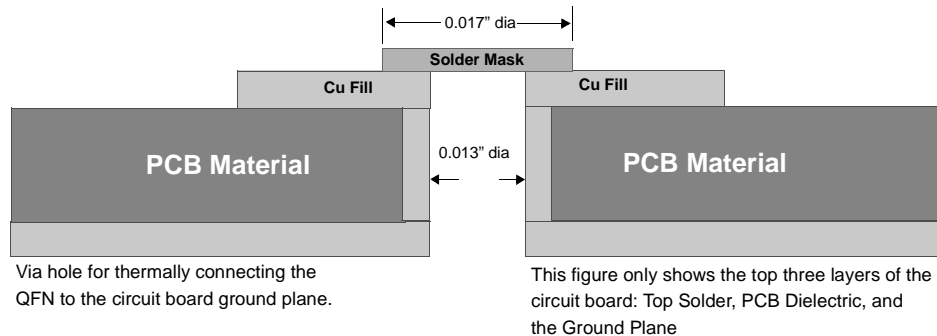 0.017” dia
Solder Mask
Cu Fill
Cu Fill
PCB Material
0.013” dia
PCB Material
Via hole for thermally connecting the
QFN to the circuit board ground plane.
This figure only shows the top three layers of the
circuit board: Top Solder, PCB Dielectric, and
the Ground Plane